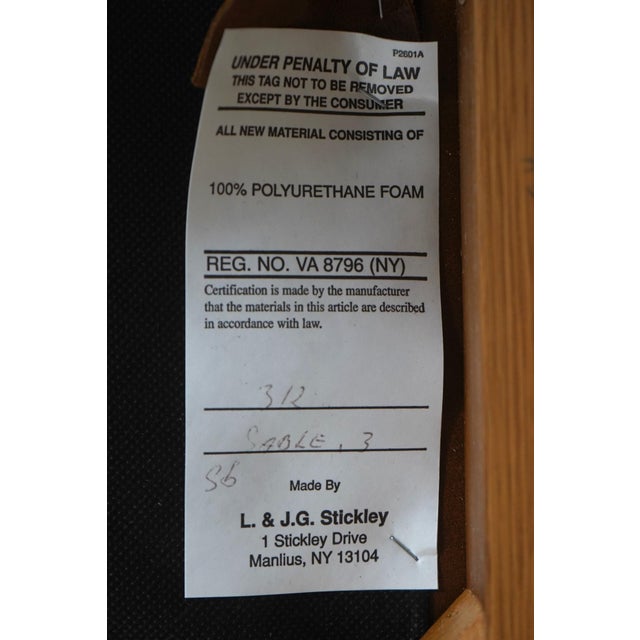 P2601A
UNDER PENALTY OF LAW
THIS TAG NOT TO BE REMOVED
EXCEPT BY THE CONSUMER
ALL NEW MATERIAL CONSISTING OF
100% POLYURETHANE FOAM
REG. NO. VA 8796 (NY)
Certification is made by the manufacturer
that the materials in this article are described
in accordance with law.
312
SABLE . 3
Sb
Made By
L. & J.G. Stickley
1 Stickley Drive
Manlius, NY 13104